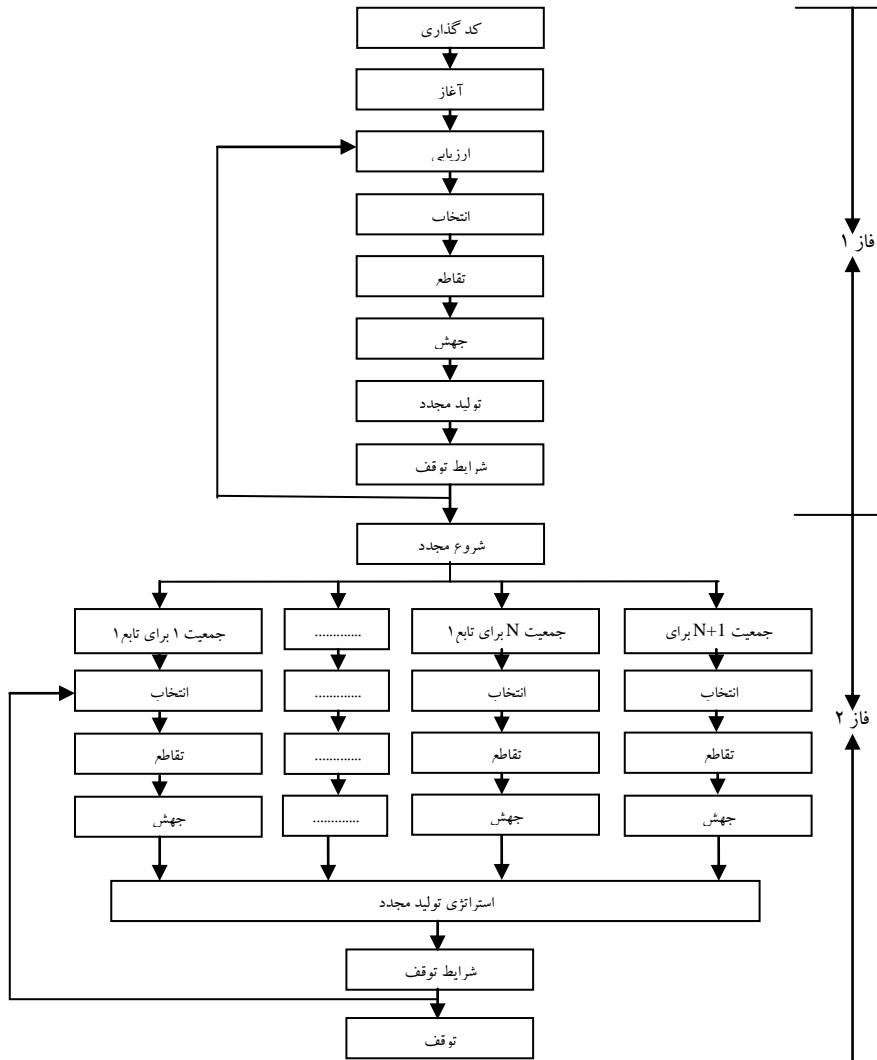 کد گذاری
آغاز
ارزیابی
انتخاب
تقاطع
جهش
تولید مجدد
شرایط توقف
فاز ۱
شروع مجدد
جمعیت ۱ برای تابع۱
.............
جمعیت N برای تابع۱
جمعیت N+1 برای
انتخاب
.............
انتخاب
انتخاب
تقاطع
.............
تقاطع
تقاطع
جهش
.............
جهش
جهش
فاز ۲
استراتژی تولید مجدد
شرایط توقف
توقف